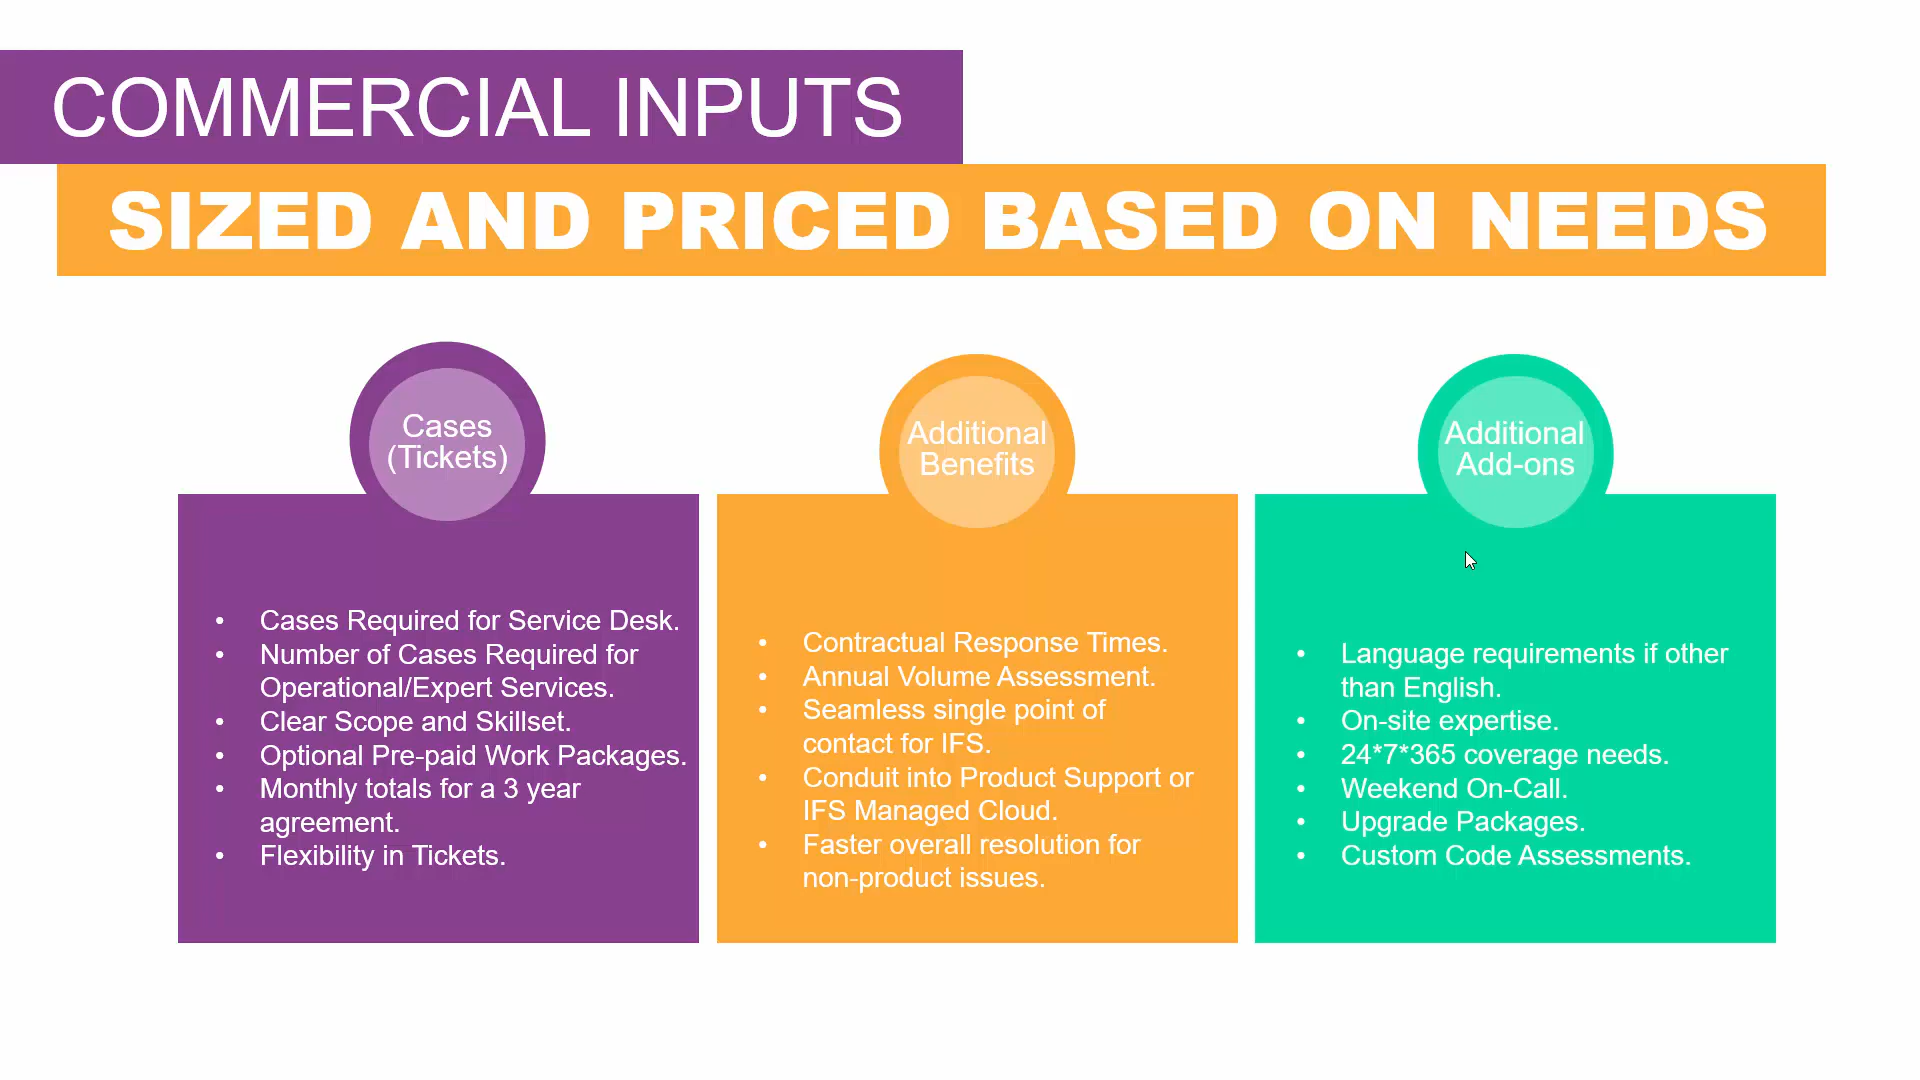 COMMERCIAL INPUTS
SIZED AND PRICED BASED ON NEEDS
Cases
(Tickets)
• Cases Required for Service Desk.
• Number of Cases Required for
Operational/Expert Services.
• Clear Scope and Skillset.
• Optional Pre-paid Work Packages.
• Monthly totals for a 3 year
agreement.
• Flexibility in Tickets.
Additional
Benefits
• Contractual Response Times.
• Annual Volume Assessment.
• Seamless single point of
contact for IFS.
• Conduit into Product Support or
IFS Managed Cloud.
• Faster overall resolution for
non-product issues.
Additional
Add-ons
• Language requirements if other
than English.
• On-site expertise.
• 24*7*365 coverage needs.
• Weekend On-Call.
• Upgrade Packages.
• Custom Code Assessments.